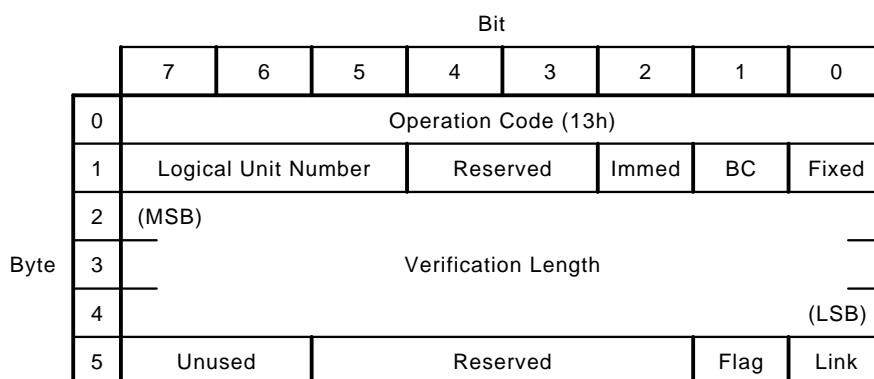 Bit
7 6 5 4 3 2 1 0
0 Operation Code (13h)
1 Logical Unit Number Reserved Immed BC Fixed
2 (MSB)
Byte 3 Verification Length
4 (LSB)
5 Unused Reserved Flag Link